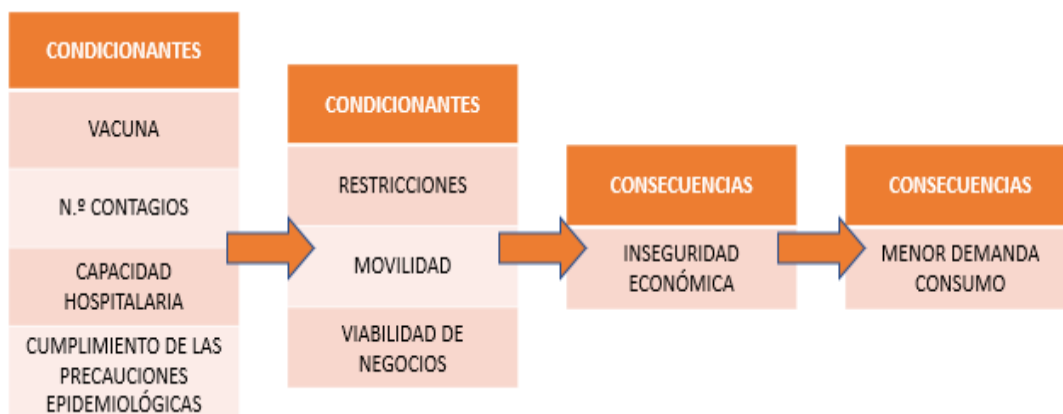 CONDICIONANTES
VACUNA
N.º CONTAGIOS
CAPACIDAD
HOSPITALARIA
CUMPLIMIENTO DE LAS
PRECAUCIONES
EPIDEMIOLÓGICAS
CONDICIONANTES
RESTRICCIONES
MOVILIDAD
VIABILIDAD DE
NEGOCIOS
CONSECUENCIAS
INSEGURIDAD
ECONÓMICA
CONSECUENCIAS
MENOR DEMANDA
CONSUMO